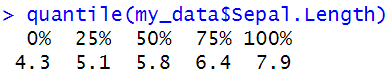 > quantile(my_data$Sepal.Length)
0% 25% 50% 75% 100%
4.3 5.1 5.8 6.4 7.9